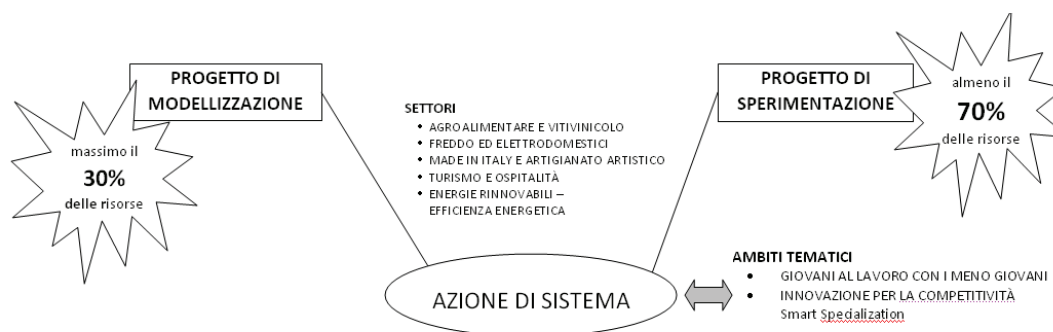 PROGETTO DI
MODELLIZZAZIONE
massimo il
30%
delle risorse
SETTORI
• AGROALIMENTARE E VITIVINICOLO
• FREDDO ED ELETTRODOMESTICI
• MADE IN ITALY E ARTIGIANATO ARTISTICO
• TURISMO E OSPITALITÀ
• ENERGIE RINNOVABILI –
EFFICIENZA ENERGETICA
PROGETTO DI
SPERIMENTAZIONE
almeno il
70%
delle risorse
AZIONE DI SISTEMA
AMBITI TEMATICI
• GIOVANI AL LAVORO CON I MENO GIOVANI
• INNOVAZIONE PER LA COMPETITIVITÀ
Smart Specialization